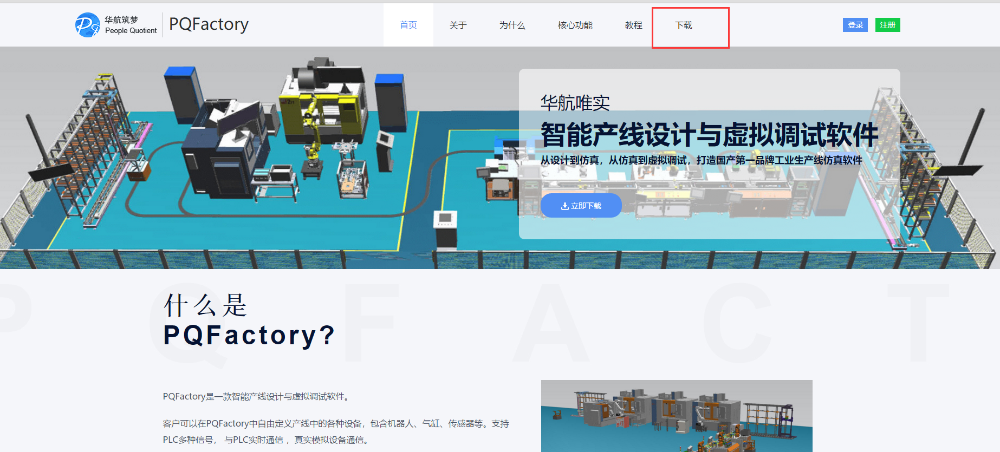 华航筑梦
People Quotient
PQFactory
首页 关于 为什么 核心功能 教程 下载
登录 注册
华航唯实
智能产线设计与虚拟调试软件
从设计到仿真，从仿真到虚拟调试，打造国产第一品牌工业生产线仿真软件
立即下载
P Q F A C T
什么是
PQFactory?
PQFactory是一款智能产线设计与虚拟调试软件。
客户可以在PQFactory中自由定义产线中的各种设备，包含机器人、气缸、传感器等。支持
PLC多种信号， 与PLC实时通信 ，真实模拟设备通信。